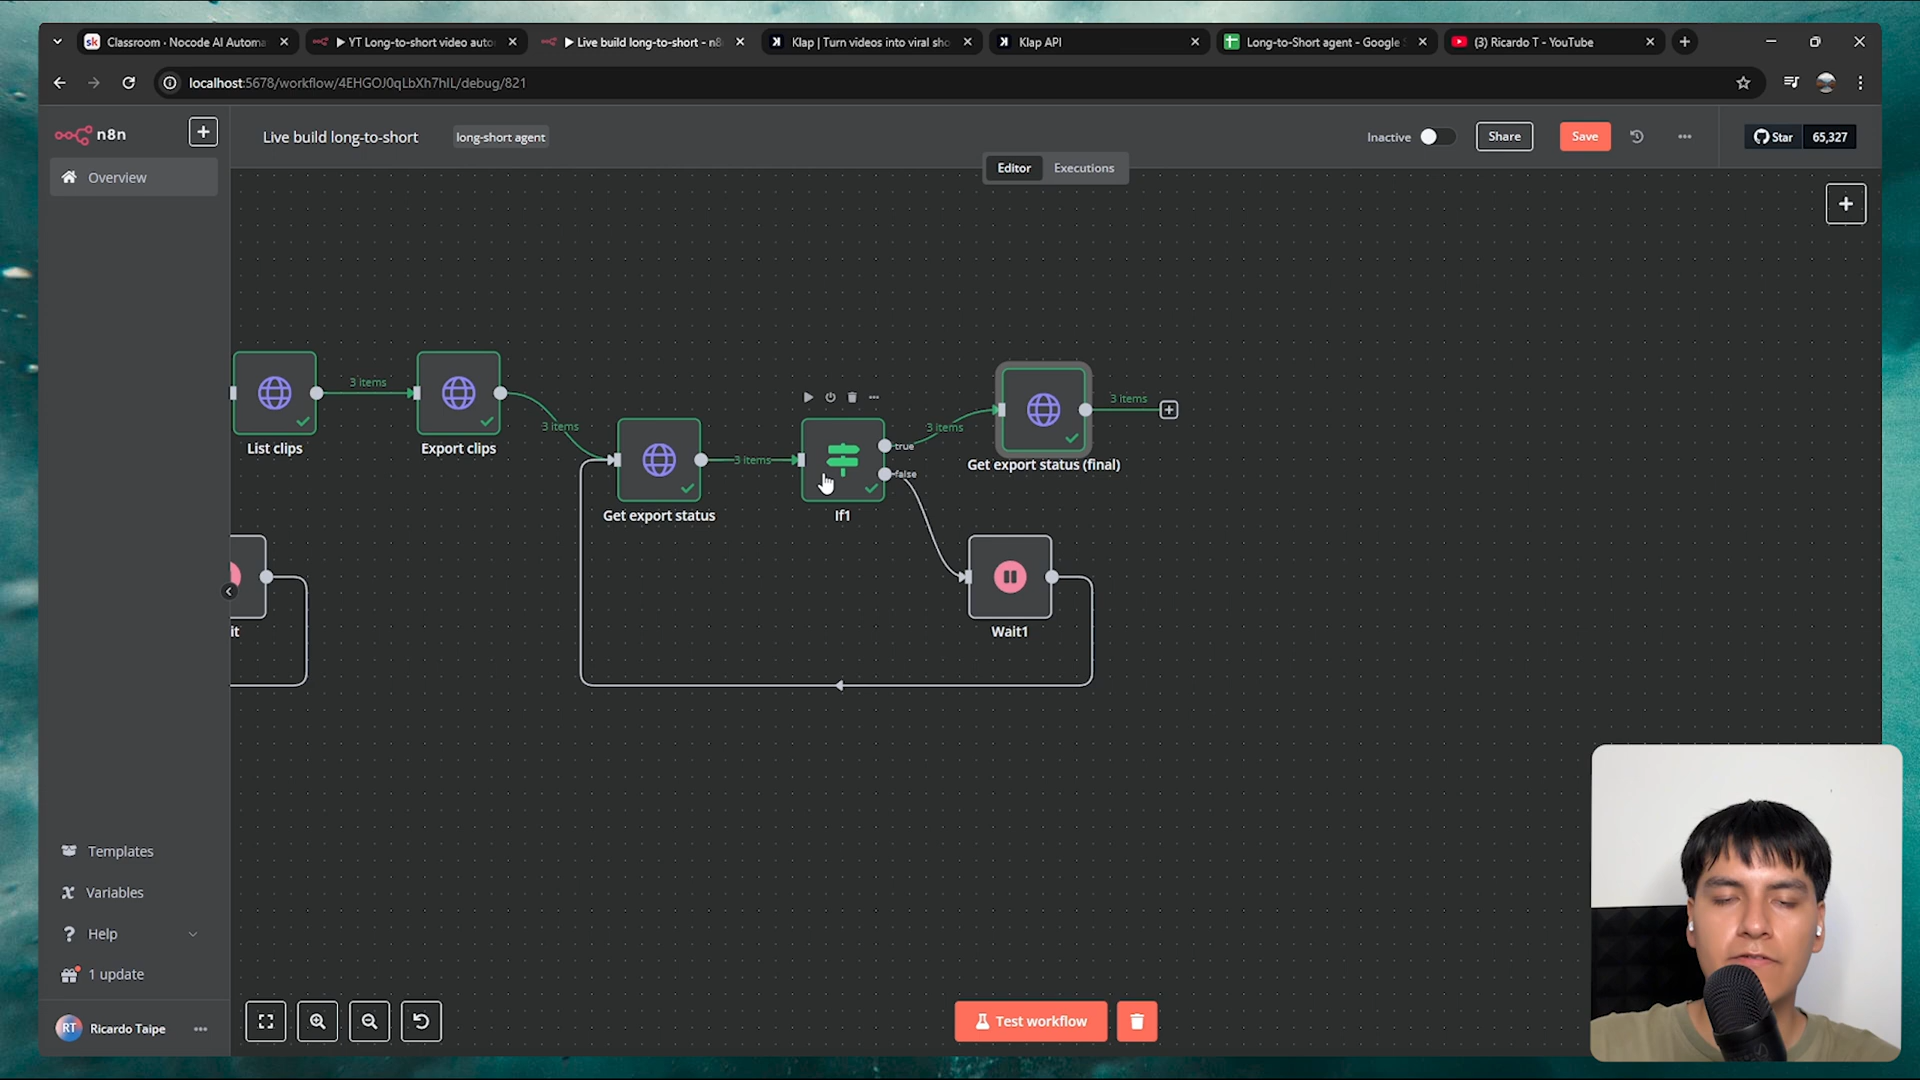 sk Classroom · Nocode AI Automa
▶ YT Long-to-short video auto
▶ Live build long-to-short - n8
Klap | Turn videos into viral sho
Klap API
Long-to-Short agent - Google S
(3) Ricardo T - YouTube
localhost:5678/workflow/4EHGOJ0qLbXh7hIL/debug/821
n8n
Live build long-to-short
long-short agent
Inactive
Share
Save
Star
65,327
Overview
Editor
Executions
3 items
3 items
3 items
3 items
3 items
true
false
List clips
Export clips
Get export status
If1
Get export status (final)
it
Wait1
Templates
Variables
Help
1 update
RT Ricardo Taipe
Test workflow